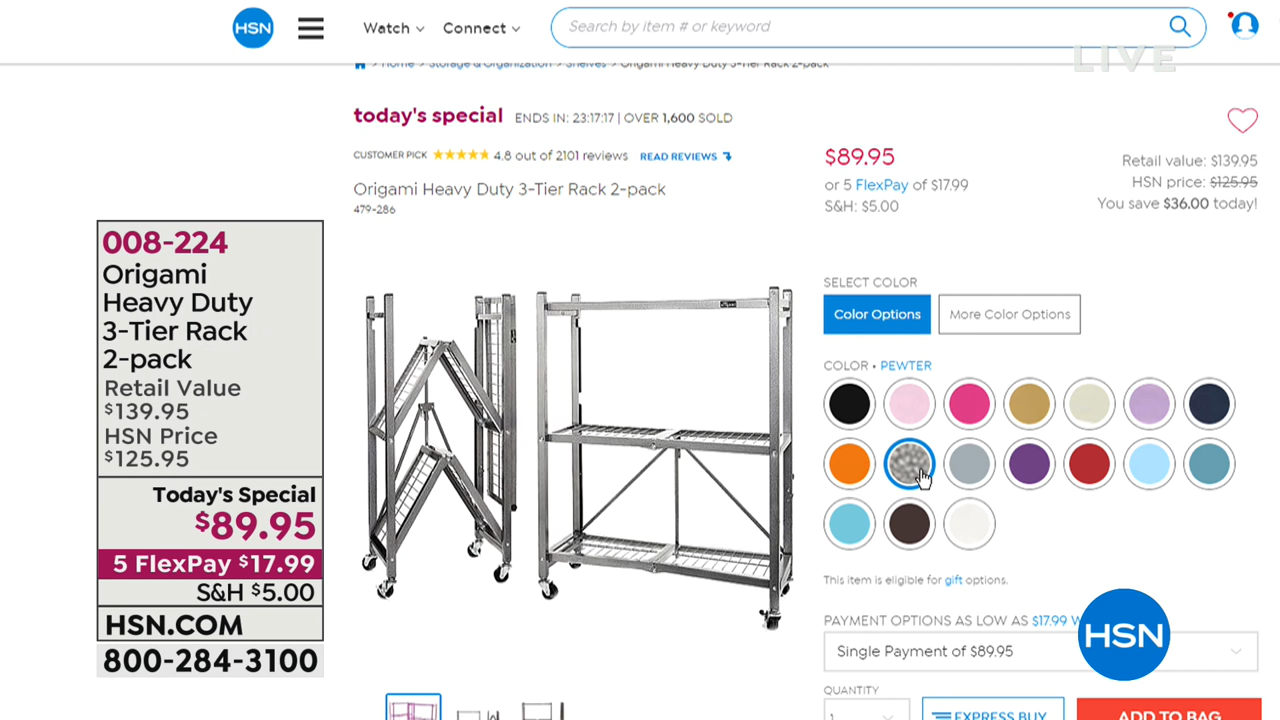 HSN
Watch
Connect
Search by item # or keyword
LIVE
> Home > Storage & Organization > Shelves > Origami Heavy Duty 3-Tier Rack 2-pack
today's special ENDS IN: 23:17:17 | OVER 1,600 SOLD
CUSTOMER PICK 4.8 out of 2101 reviews READ REVIEWS
Origami Heavy Duty 3-Tier Rack 2-pack
479-286
$89.95
or 5 FlexPay of $17.99
S&H: $5.00
Retail value: $139.95
HSN price: $125.95
You save $36.00 today!
008-224
Origami
Heavy Duty
3-Tier Rack
2-pack
Retail Value
$139.95
HSN Price
$125.95
Today's Special
$89.95
5 FlexPay $17.99
S&H $5.00
HSN.COM
800-284-3100
SELECT COLOR
Color Options
More Color Options
COLOR • PEWTER
This item is eligible for gift options.
PAYMENT OPTIONS AS LOW AS $17.99 W
Single Payment of $89.95
HSN
QUANTITY
1
EXPRESS BUY
ADD TO BAG